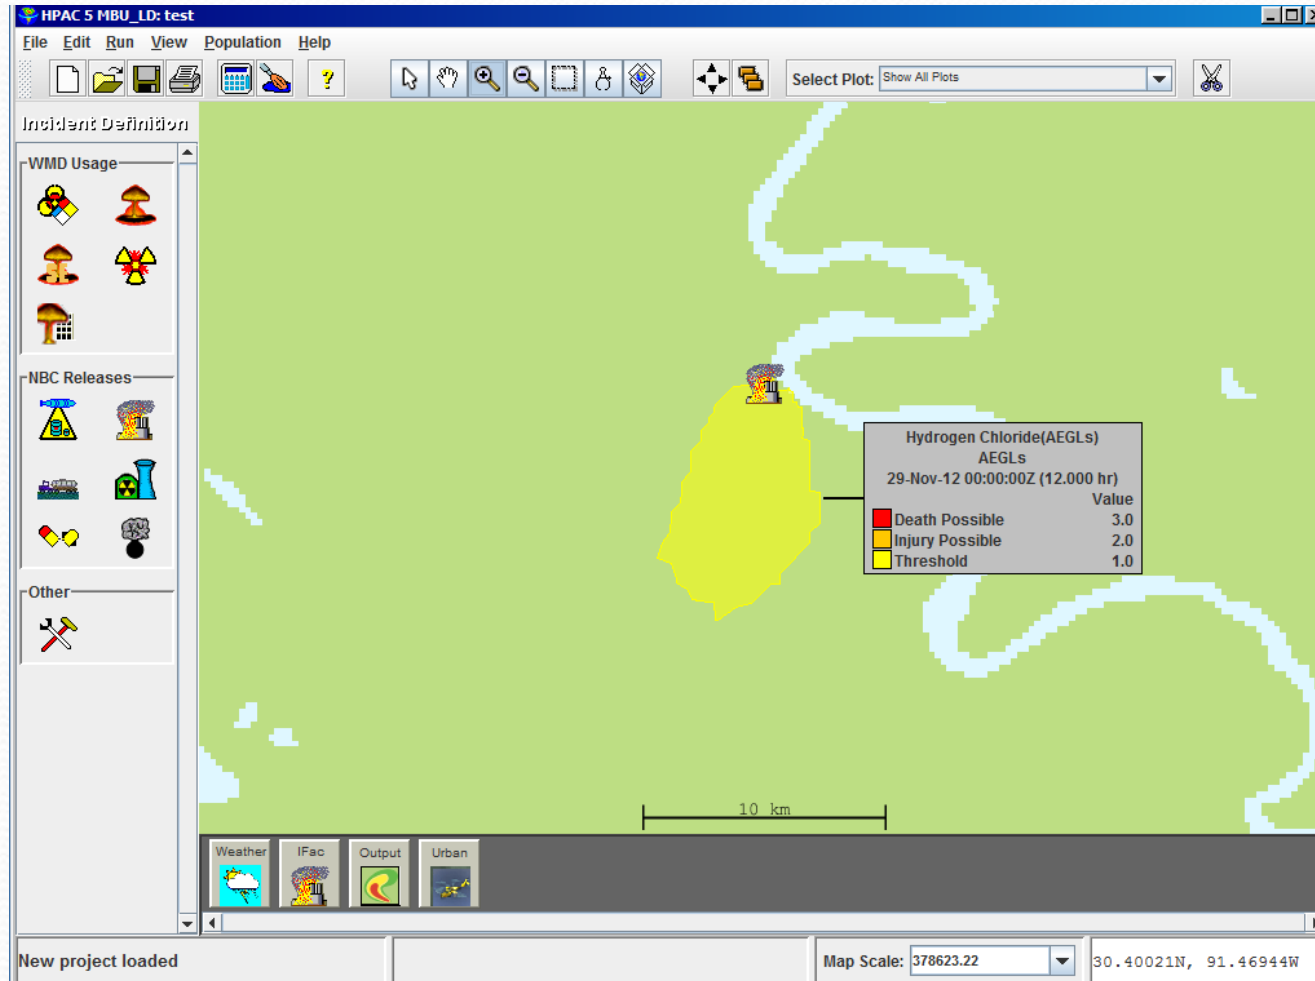 HPAC 5 MBU_LD: test
File Edit Run View Population Help
Select Plot: Show All Plots
Incident Definition
WMD Usage
NBC Releases
Other
Hydrogen Chloride(AEGLs)
AEGLs
29-Nov-12 00:00:00Z (12.000 hr)
Value
Death Possible 3.0
Injury Possible 2.0
Threshold 1.0
10 km
Weather IFac Output Urban
New project loaded
Map Scale: 378623.22
30.40021N, 91.46944W